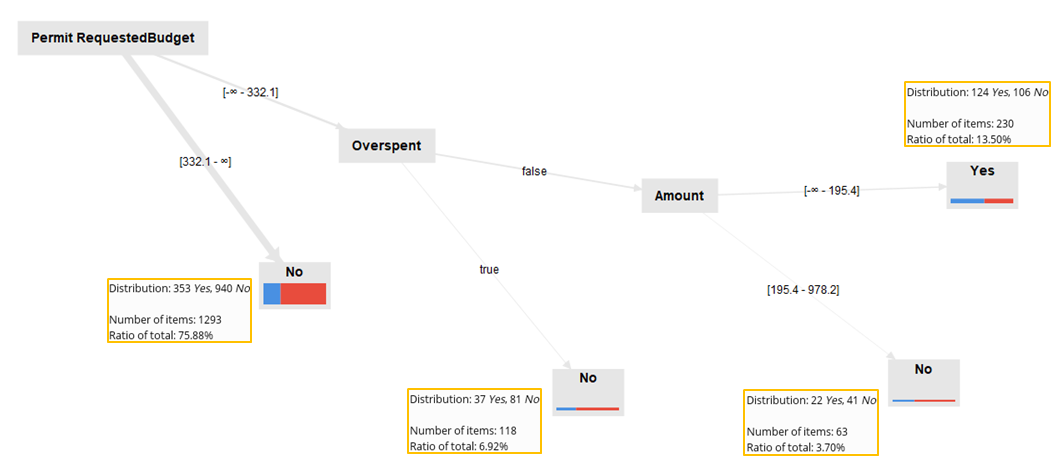 Permit RequestedBudget
[-∞ - 332.1]
[332.1 - ∞]
Overspent
false
true
Amount
[-∞ - 195.4]
[195.4 - 978.2]
Distribution: 124 Yes, 106 No
Number of items: 230
Ratio of total: 13.50%
Yes
No
Distribution: 353 Yes, 940 No
Number of items: 1293
Ratio of total: 75.88%
No
Distribution: 37 Yes, 81 No
Number of items: 118
Ratio of total: 6.92%
No
Distribution: 22 Yes, 41 No
Number of items: 63
Ratio of total: 3.70%